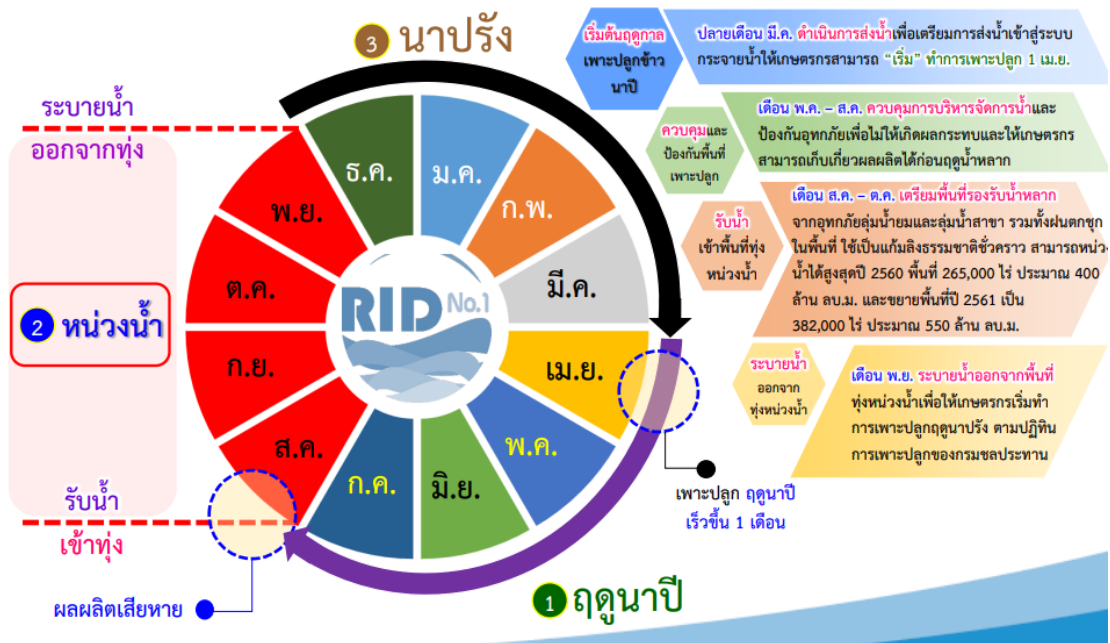 3 นาปรัง
ระบายน้ำ
ออกจากทุ่ง
2 หน่วงน้ำ
รับน้ำ
เข้าทุ่ง
ผลผลิตเสียหาย
ธ.ค.
ม.ค.
ก.พ.
มี.ค.
เม.ย.
พ.ค.
มิ.ย.
ก.ค.
ส.ค.
ก.ย.
ต.ค.
พ.ย.
RID No.1
เพาะปลูก ฤดูนาปี
เร็วขึ้น 1 เดือน
1 ฤดูนาปี
เริ่มต้นฤดูกาล
เพาะปลูกข้าว
นาปี
ปลายเดือน มี.ค. ดำเนินการส่งน้ำเพื่อเตรียมการส่งน้ำเข้าสู่ระบบ
กระจายน้ำให้เกษตรกรสามารถ “เริ่ม” ทำการเพาะปลูก 1 เม.ย.
ควบคุมและ
ป้องกันพื้นที่
เพาะปลูก
เดือน พ.ค. – ส.ค. ควบคุมการบริหารจัดการน้ำและ
ป้องกันอุทกภัยเพื่อไม่ให้เกิดผลกระทบและให้เกษตรกร
สามารถเก็บเกี่ยวผลผลิตได้ก่อนฤดูน้ำหลาก
รับน้ำ
เข้าพื้นที่ทุ่ง
หน่วงน้ำ
เดือน ส.ค. – ต.ค. เตรียมพื้นที่รองรับน้ำหลาก
จากอุทกภัยลุ่มน้ำยมและลุ่มน้ำสาขา รวมทั้งฝนตกชุก
ในพื้นที่ ใช้เป็นแก้มลิงธรรมชาติชั่วคราว สามารถหน่วง
น้ำได้สูงสุดปี 2560 พื้นที่ 265,000 ไร่ ประมาณ 400
ล้าน ลบ.ม. และขยายพื้นที่ปี 2561 เป็น
382,000 ไร่ ประมาณ 550 ล้าน ลบ.ม.
ระบายน้ำ
ออกจาก
ทุ่งหน่วงน้ำ
เดือน พ.ย. ระบายน้ำออกจากพื้นที่
ทุ่งหน่วงน้ำเพื่อให้เกษตรกรเริ่มทำ
การเพาะปลูกฤดูนาปรัง ตามปฏิทิน
การเพาะปลูกของกรมชลประทาน